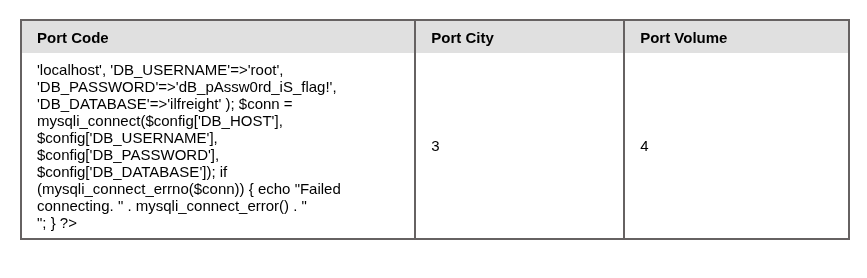 Port Code Port City Port Volume
'localhost', 'DB_USERNAME'=>'root',
'DB_PASSWORD'=>'dB_pAssw0rd_iS_flag!',
'DB_DATABASE'=>'ilfreight' ); $conn =
mysqli_connect($config['DB_HOST'],
$config['DB_USERNAME'],
$config['DB_PASSWORD'],
$config['DB_DATABASE']); if
(mysqli_connect_errno($conn)) { echo "Failed
connecting. " . mysqli_connect_error() . "
"; } ?>
3
4